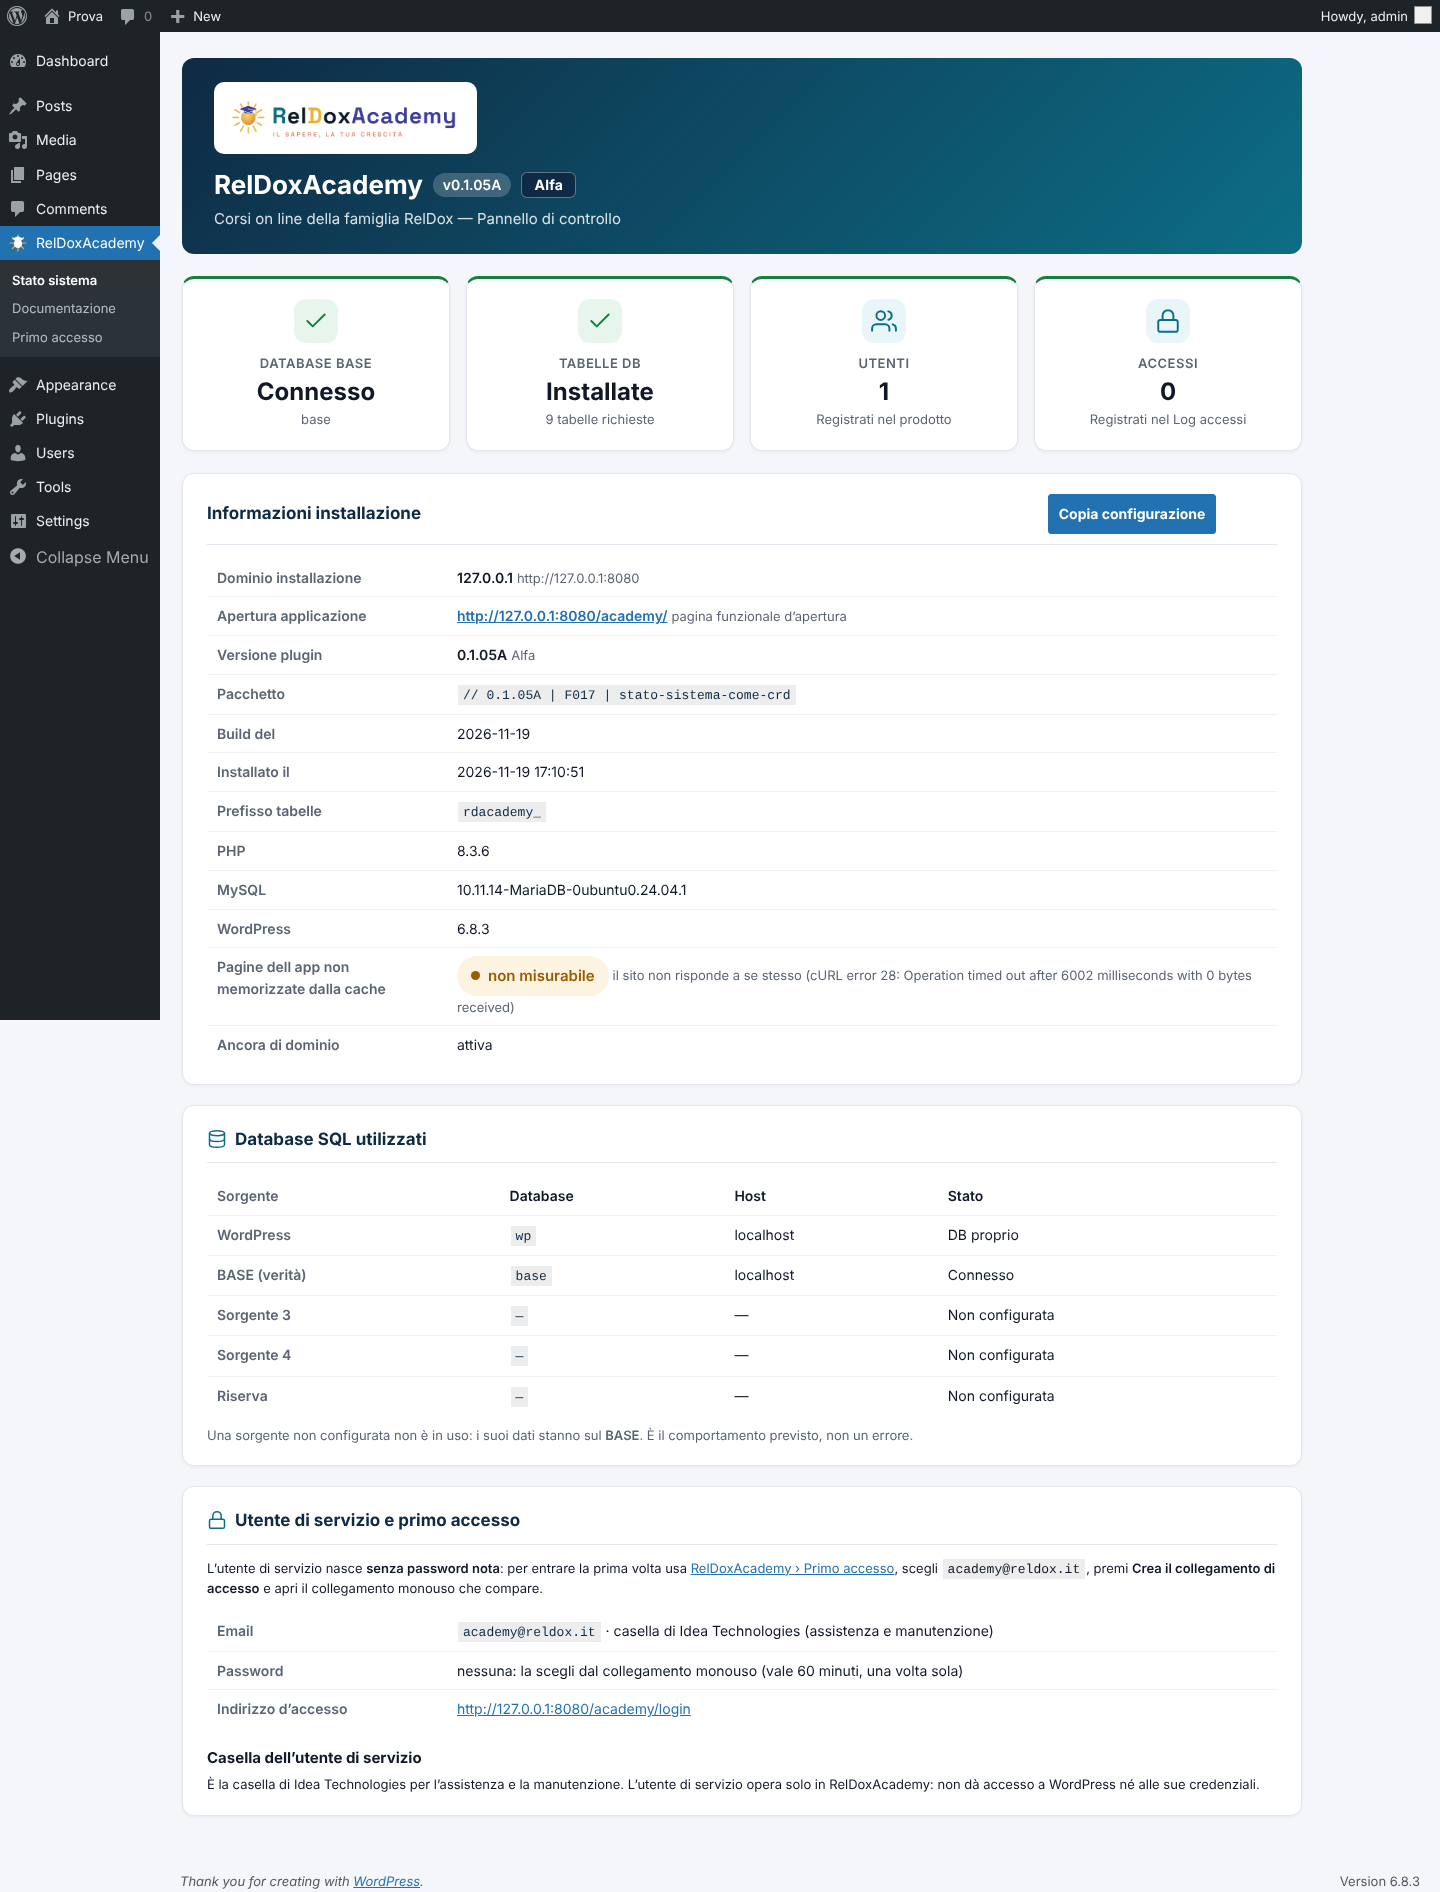 Prova 0 New Howdy, admin
Dashboard
Posts
Media
Pages
Comments
RelDoxAcademy
Stato sistema
Documentazione
Primo accesso
Appearance
Plugins
Users
Tools
Settings
Collapse Menu
RelDoxAcademy
IL SAPERE, LA TUA CRESCITA
RelDoxAcademy v0.1.05A Alfa
Corsi on line della famiglia RelDox — Pannello di controllo
DATABASE BASE
Connesso
base
TABELLE DB
Installate
9 tabelle richieste
UTENTI
1
Registrati nel prodotto
ACCESSI
0
Registrati nel Log accessi
Informazioni installazione Copia configurazione
Dominio installazione 127.0.0.1 http://127.0.0.1:8080
Apertura applicazione http://127.0.0.1:8080/academy/ pagina funzionale d’apertura
Versione plugin 0.1.05A Alfa
Pacchetto // 0.1.05A | F017 | stato-sistema-come-crd
Build del 2026-11-19
Installato il 2026-11-19 17:10:51
Prefisso tabelle rdacademy_
PHP 8.3.6
MySQL 10.11.14-MariaDB-0ubuntu0.24.04.1
WordPress 6.8.3
Pagine dell app non
memorizzate dalla cache
non misurabile il sito non risponde a se stesso (cURL error 28: Operation timed out after 6002 milliseconds with 0 bytes
received)
Ancora di dominio attiva
Database SQL utilizzati
Sorgente Database Host Stato
WordPress wp localhost DB proprio
BASE (verità) base localhost Connesso
Sorgente 3 — — Non configurata
Sorgente 4 — — Non configurata
Riserva — — Non configurata
Una sorgente non configurata non è in uso: i suoi dati stanno sul BASE. È il comportamento previsto, non un errore.
Utente di servizio e primo accesso
L’utente di servizio nasce senza password nota: per entrare la prima volta usa RelDoxAcademy › Primo accesso, scegli academy@reldox.it, premi Crea il collegamento di
accesso e apri il collegamento monouso che compare.
Email academy@reldox.it · casella di Idea Technologies (assistenza e manutenzione)
Password nessuna: la scegli dal collegamento monouso (vale 60 minuti, una volta sola)
Indirizzo d’accesso http://127.0.0.1:8080/academy/login
Casella dell’utente di servizio
È la casella di Idea Technologies per l’assistenza e la manutenzione. L’utente di servizio opera solo in RelDoxAcademy: non dà accesso a WordPress né alle sue credenziali.
Thank you for creating with WordPress. Version 6.8.3